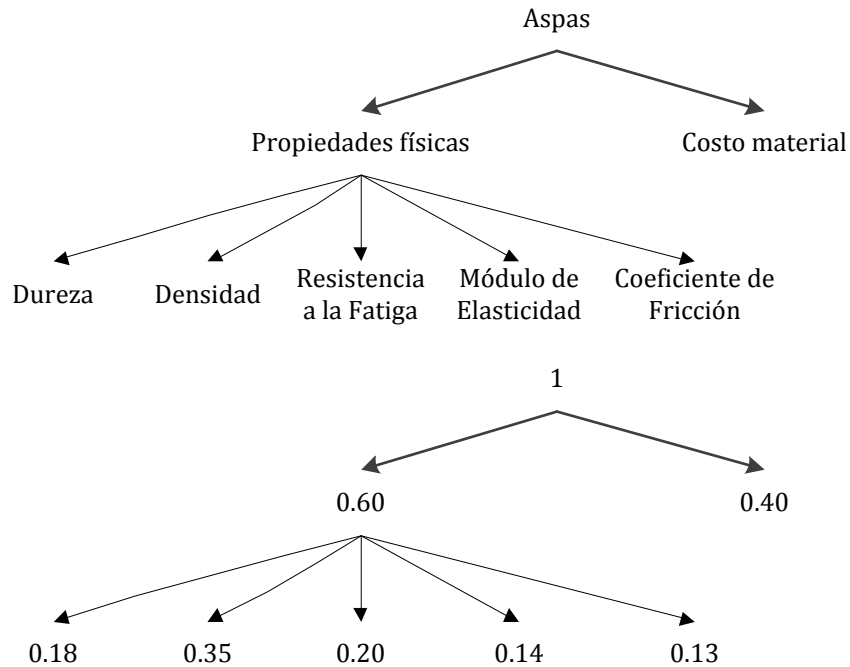 Aspas
Propiedades físicas
Costo material
Dureza
Densidad
Resistencia
a la Fatiga
Módulo de
Elasticidad
Coeficiente de
Fricción
1
0.60
0.40
0.18
0.35
0.20
0.14
0.13